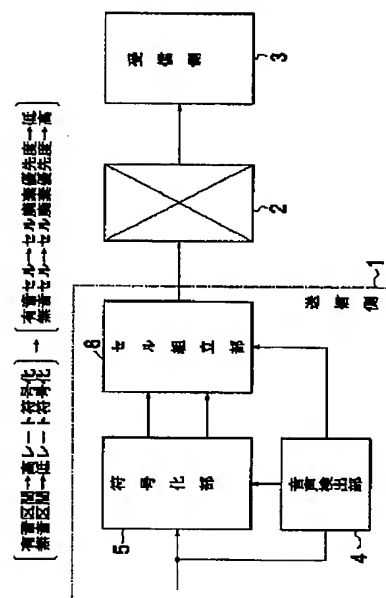 有音区間→高レート符号化
無音区間→低レート符号化
→
有音セル→セル廃棄優先度→低
無音セル→セル廃棄優先度→高
符号化部
5
音声検出部
4
セル組立部
6
送信側
1
2
受信側
3